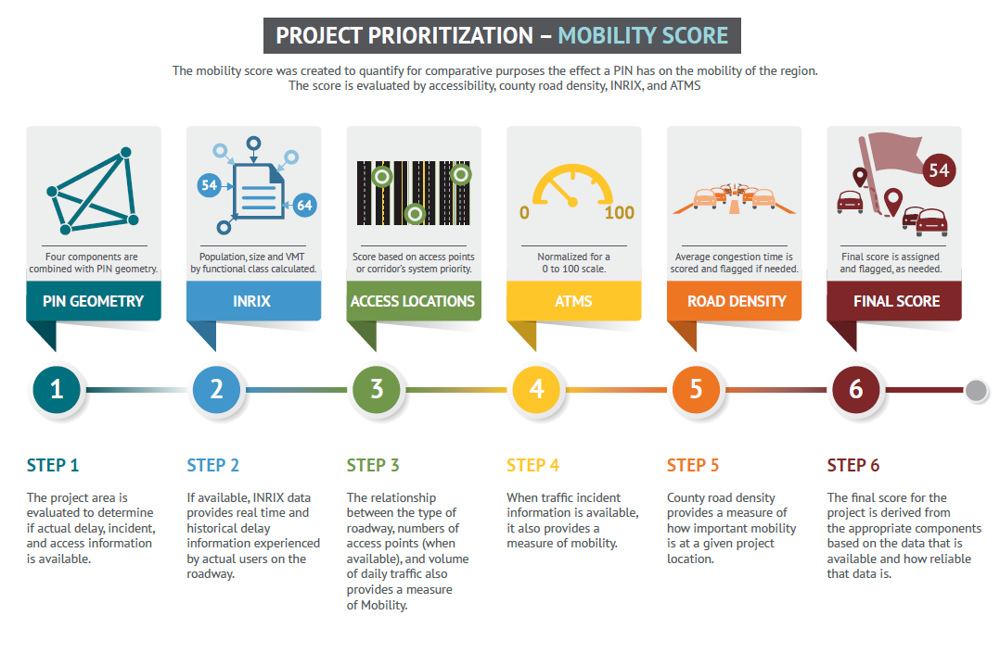 PROJECT PRIORITIZATION – MOBILITY SCORE
The mobility score was created to quantify for comparative purposes the effect a PIN has on the mobility of the region.
The score is evaluated by accessibility, county road density, INRIX, and ATMS
54
64
0
100
54
Four components are
combined with PIN geometry.
Population, size and VMT
by functional class calculated.
Score based on access points
or corridor's system priority.
Normalized for a
0 to 100 scale.
Average congestion time is
scored and flagged if needed.
Final score is assigned
and flagged, as needed.
PIN GEOMETRY
INRIX
ACCESS LOCATIONS
ATMS
ROAD DENSITY
FINAL SCORE
1
2
3
4
5
6
STEP 1
The project area is
evaluated to determine
if actual delay, incident,
and access information
is available.
STEP 2
If available, INRIX data
provides real time and
historical delay
information experienced
by actual users on the
roadway.
STEP 3
The relationship
between the type of
roadway, numbers of
access points (when
available), and volume
of daily traffic also
provides a measure
of Mobility.
STEP 4
When traffic incident
information is available,
it also provides a
measure of mobility.
STEP 5
County road density
provides a measure of
how important mobility
is at a given project
location.
STEP 6
The final score for the
project is derived from
the appropriate components
based on the data that is
available and how reliable
that data is.